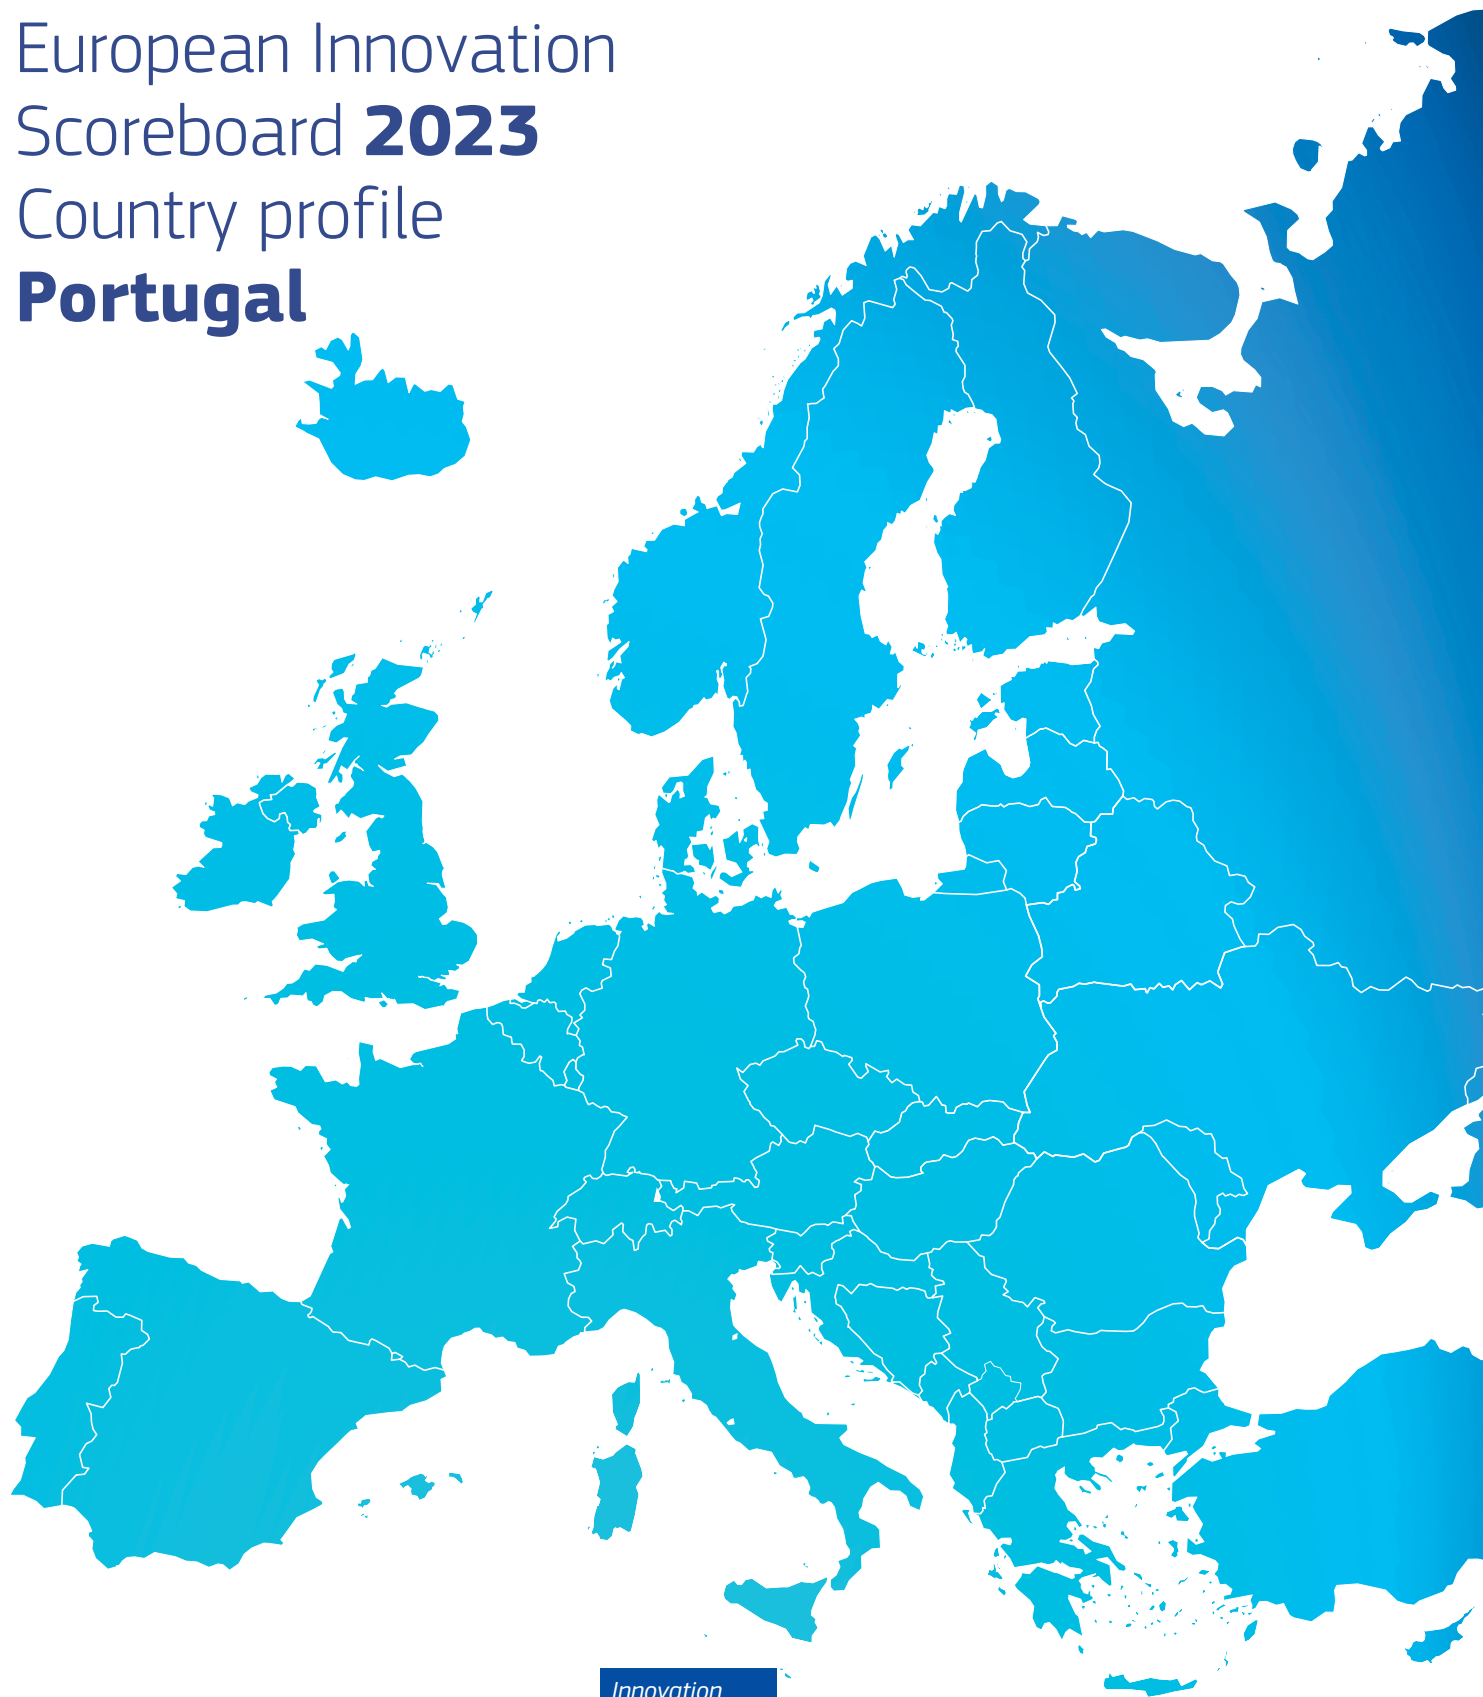 European Innovation
Scoreboard 2023
Country profile
Portugal
Innovation